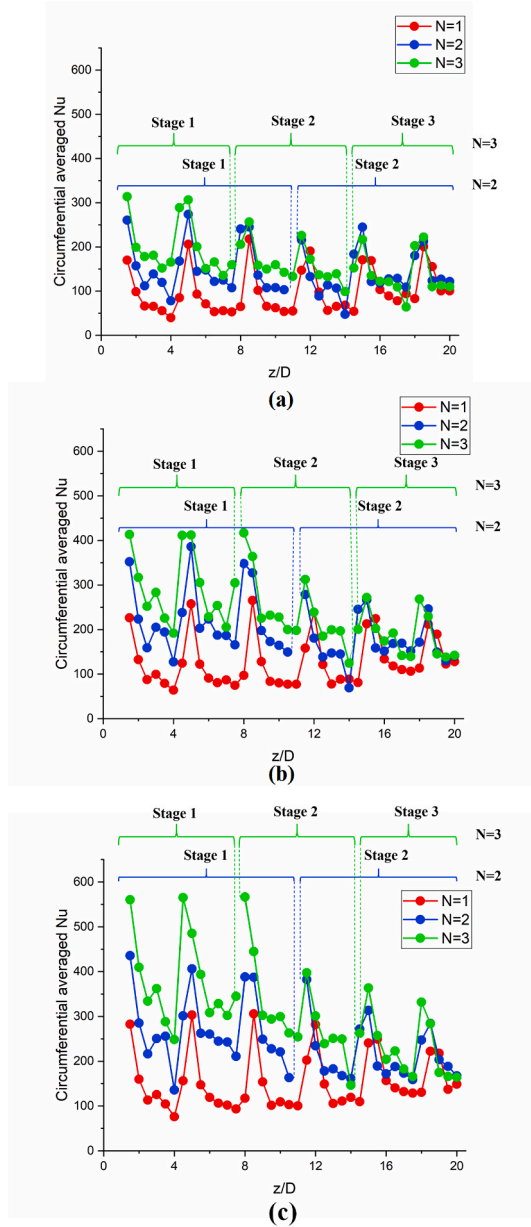 N=1
N=2
N=3
600
500
400
300
200
100
0
Circumferential averaged Nu
Stage 1 Stage 2 Stage 3
N=3
Stage 1 Stage 2
N=2
0 4 8 12 16 20
z/D
(a)
N=1
N=2
N=3
600
500
400
300
200
100
0
Circumferential averaged Nu
Stage 1 Stage 2 Stage 3
N=3
Stage 1 Stage 2
N=2
0 4 8 12 16 20
z/D
(b)
Stage 1 Stage 2 Stage 3
N=3
Stage 1 Stage 2
N=2
N=1
N=2
N=3
600
500
400
300
200
100
0
Circumferential averaged Nu
0 4 8 12 16 20
z/D
(c)